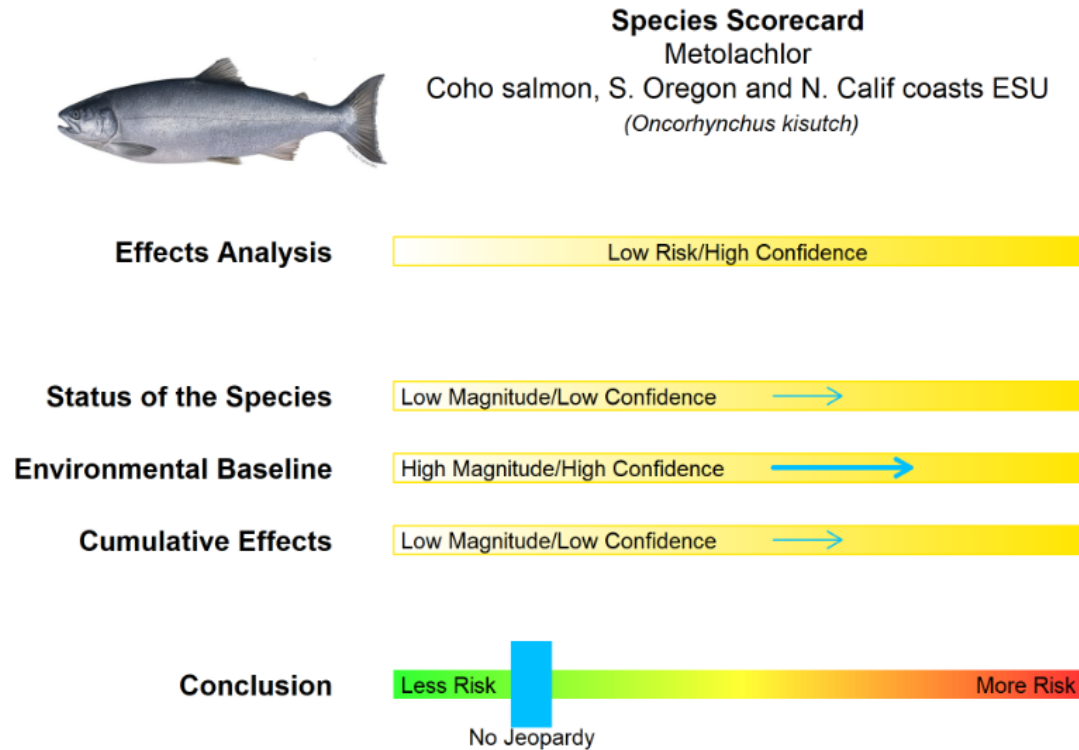 Species Scorecard
Metolachlor
Coho salmon, S. Oregon and N. Calif coasts ESU
(Oncorhynchus kisutch)
Effects Analysis
Low Risk/High Confidence
Status of the Species
Low Magnitude/Low Confidence
Environmental Baseline
High Magnitude/High Confidence
Cumulative Effects
Low Magnitude/Low Confidence
Conclusion
Less Risk
More Risk
No Jeopardy